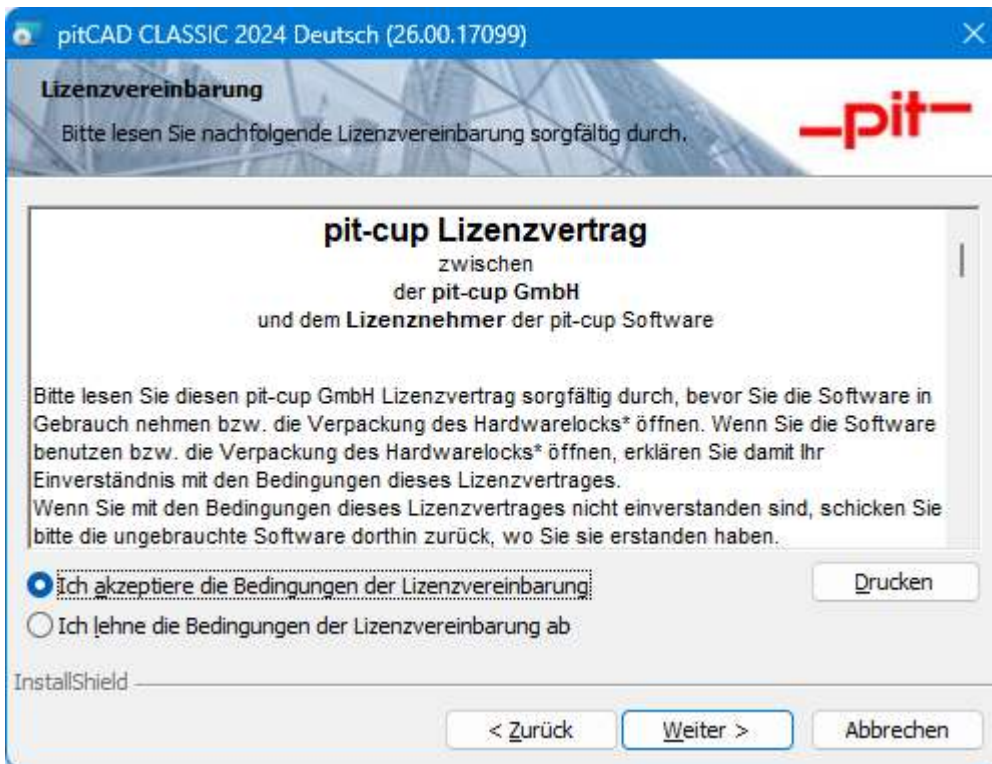 pitCAD CLASSIC 2024 Deutsch (26.00.17099)
Lizenzvereinbarung
Bitte lesen Sie nachfolgende Lizenzvereinbarung sorgfältig durch.
pit
pit-cup Lizenzvertrag
zwischen
der pit-cup GmbH
und dem Lizenznehmer der pit-cup Software
Bitte lesen Sie diesen pit-cup GmbH Lizenzvertrag sorgfältig durch, bevor Sie die Software in
Gebrauch nehmen bzw. die Verpackung des Hardwarelocks* öffnen. Wenn Sie die Software
benutzen bzw. die Verpackung des Hardwarelocks* öffnen, erklären Sie damit Ihr
Einverständnis mit den Bedingungen dieses Lizenzvertrages.
Wenn Sie mit den Bedingungen dieses Lizenzvertrages nicht einverstanden sind, schicken Sie
bitte die ungebrauchte Software dorthin zurück, wo Sie sie erstanden haben.
Ich akzeptiere die Bedingungen der Lizenzvereinbarung
Drucken
Ich lehne die Bedingungen der Lizenzvereinbarung ab
InstallShield
< Zurück
Weiter >
Abbrechen